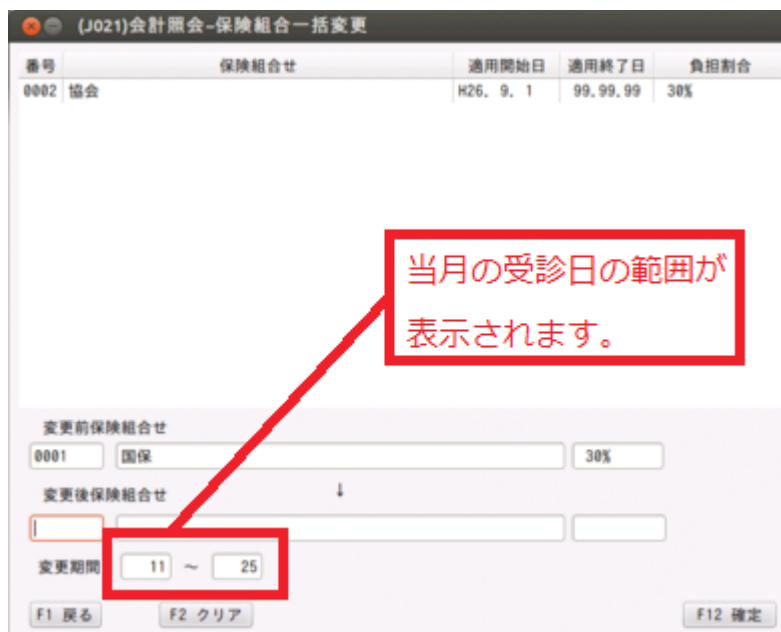 (J021)会計照会-保険組合一括変更
番号 保険組合せ 適用開始日 適用終了日 負担割合
0002 協会 H26. 9. 1 99.99.99 30%
当月の受診日の範囲が
表示されます。
変更前保険組合せ
0001 国保 30%
変更後保険組合せ ↓
変更期間 11 ～ 25
F1 戻る F2 クリア F12 確定